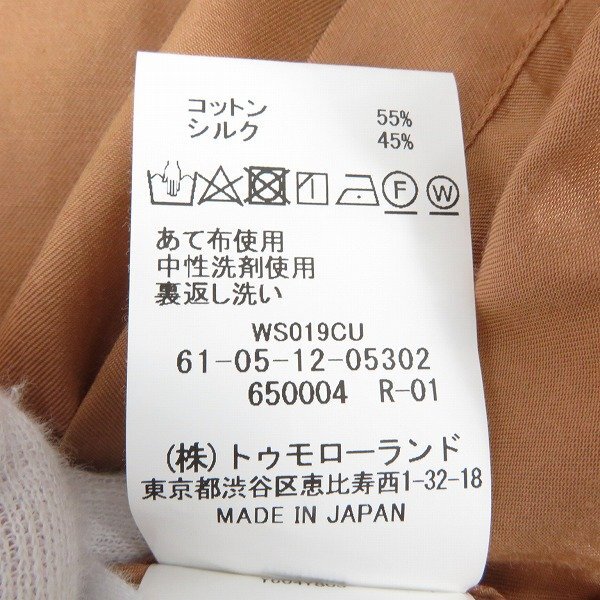 コットン 55%
シルク 45%
F W
あて布使用
中性洗剤使用
裏返し洗い
WS019CU
61-05-12-05302
650004 R-01
(株)トゥモローランド
東京都渋谷区恵比寿西1-32-18
MADE IN JAPAN